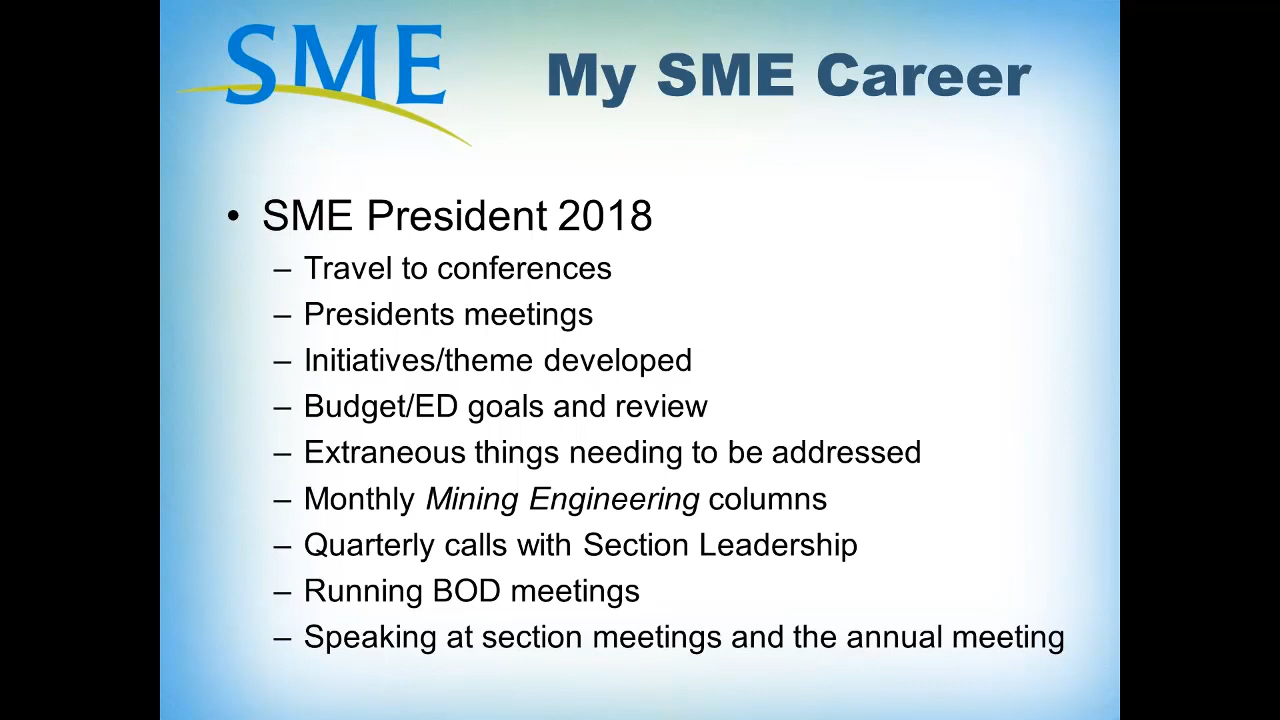 SME
My SME Career
• SME President 2018
– Travel to conferences
– Presidents meetings
– Initiatives/theme developed
– Budget/ED goals and review
– Extraneous things needing to be addressed
– Monthly Mining Engineering columns
– Quarterly calls with Section Leadership
– Running BOD meetings
– Speaking at section meetings and the annual meeting